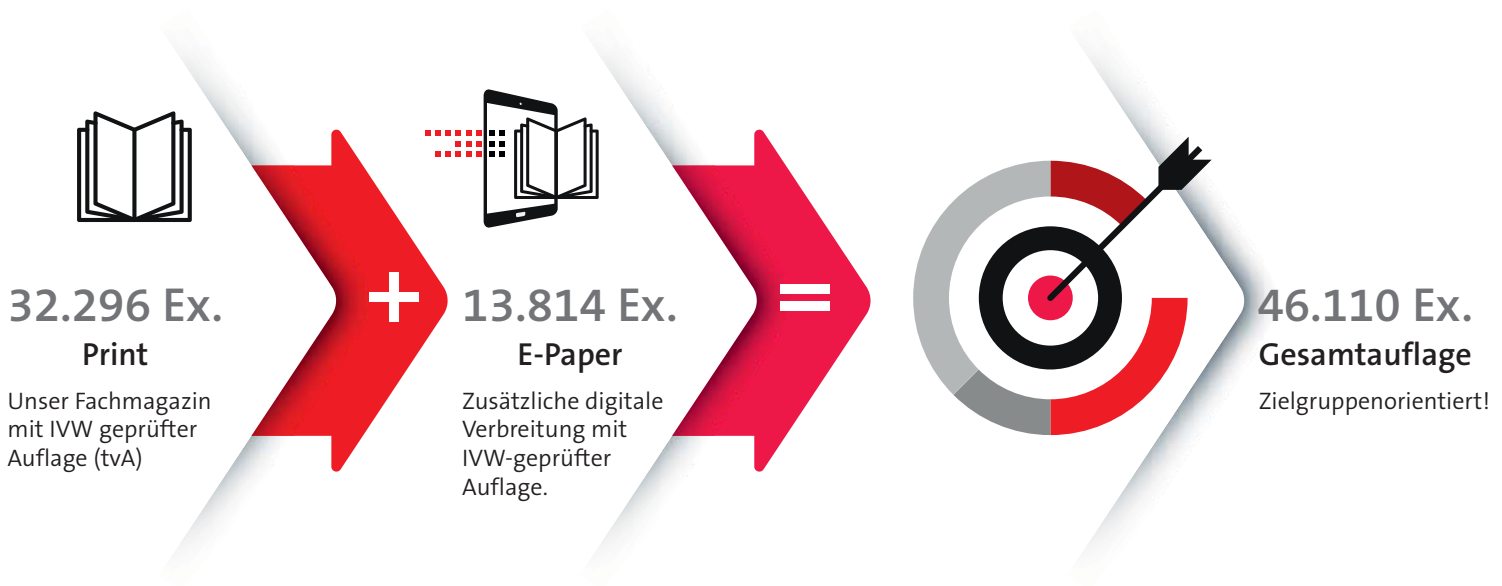 32.296 Ex.
Print
Unser Fachmagazin
mit IVW geprüfter
Auflage (tvA)
+
13.814 Ex.
E-Paper
Zusätzliche digitale
Verbreitung mit
IVW-geprüfter
Auflage.
=
46.110 Ex.
Gesamtauflage
Zielgruppenorientiert!